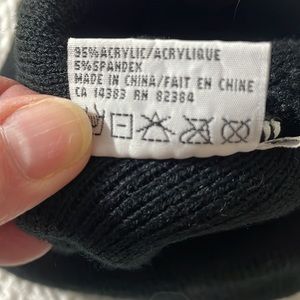 95%ACRYLIC/ACRYLIQUE
5%SPANDEX
MADE IN CHINA/FAIT EN CHINE
CA 14383 RN 82384